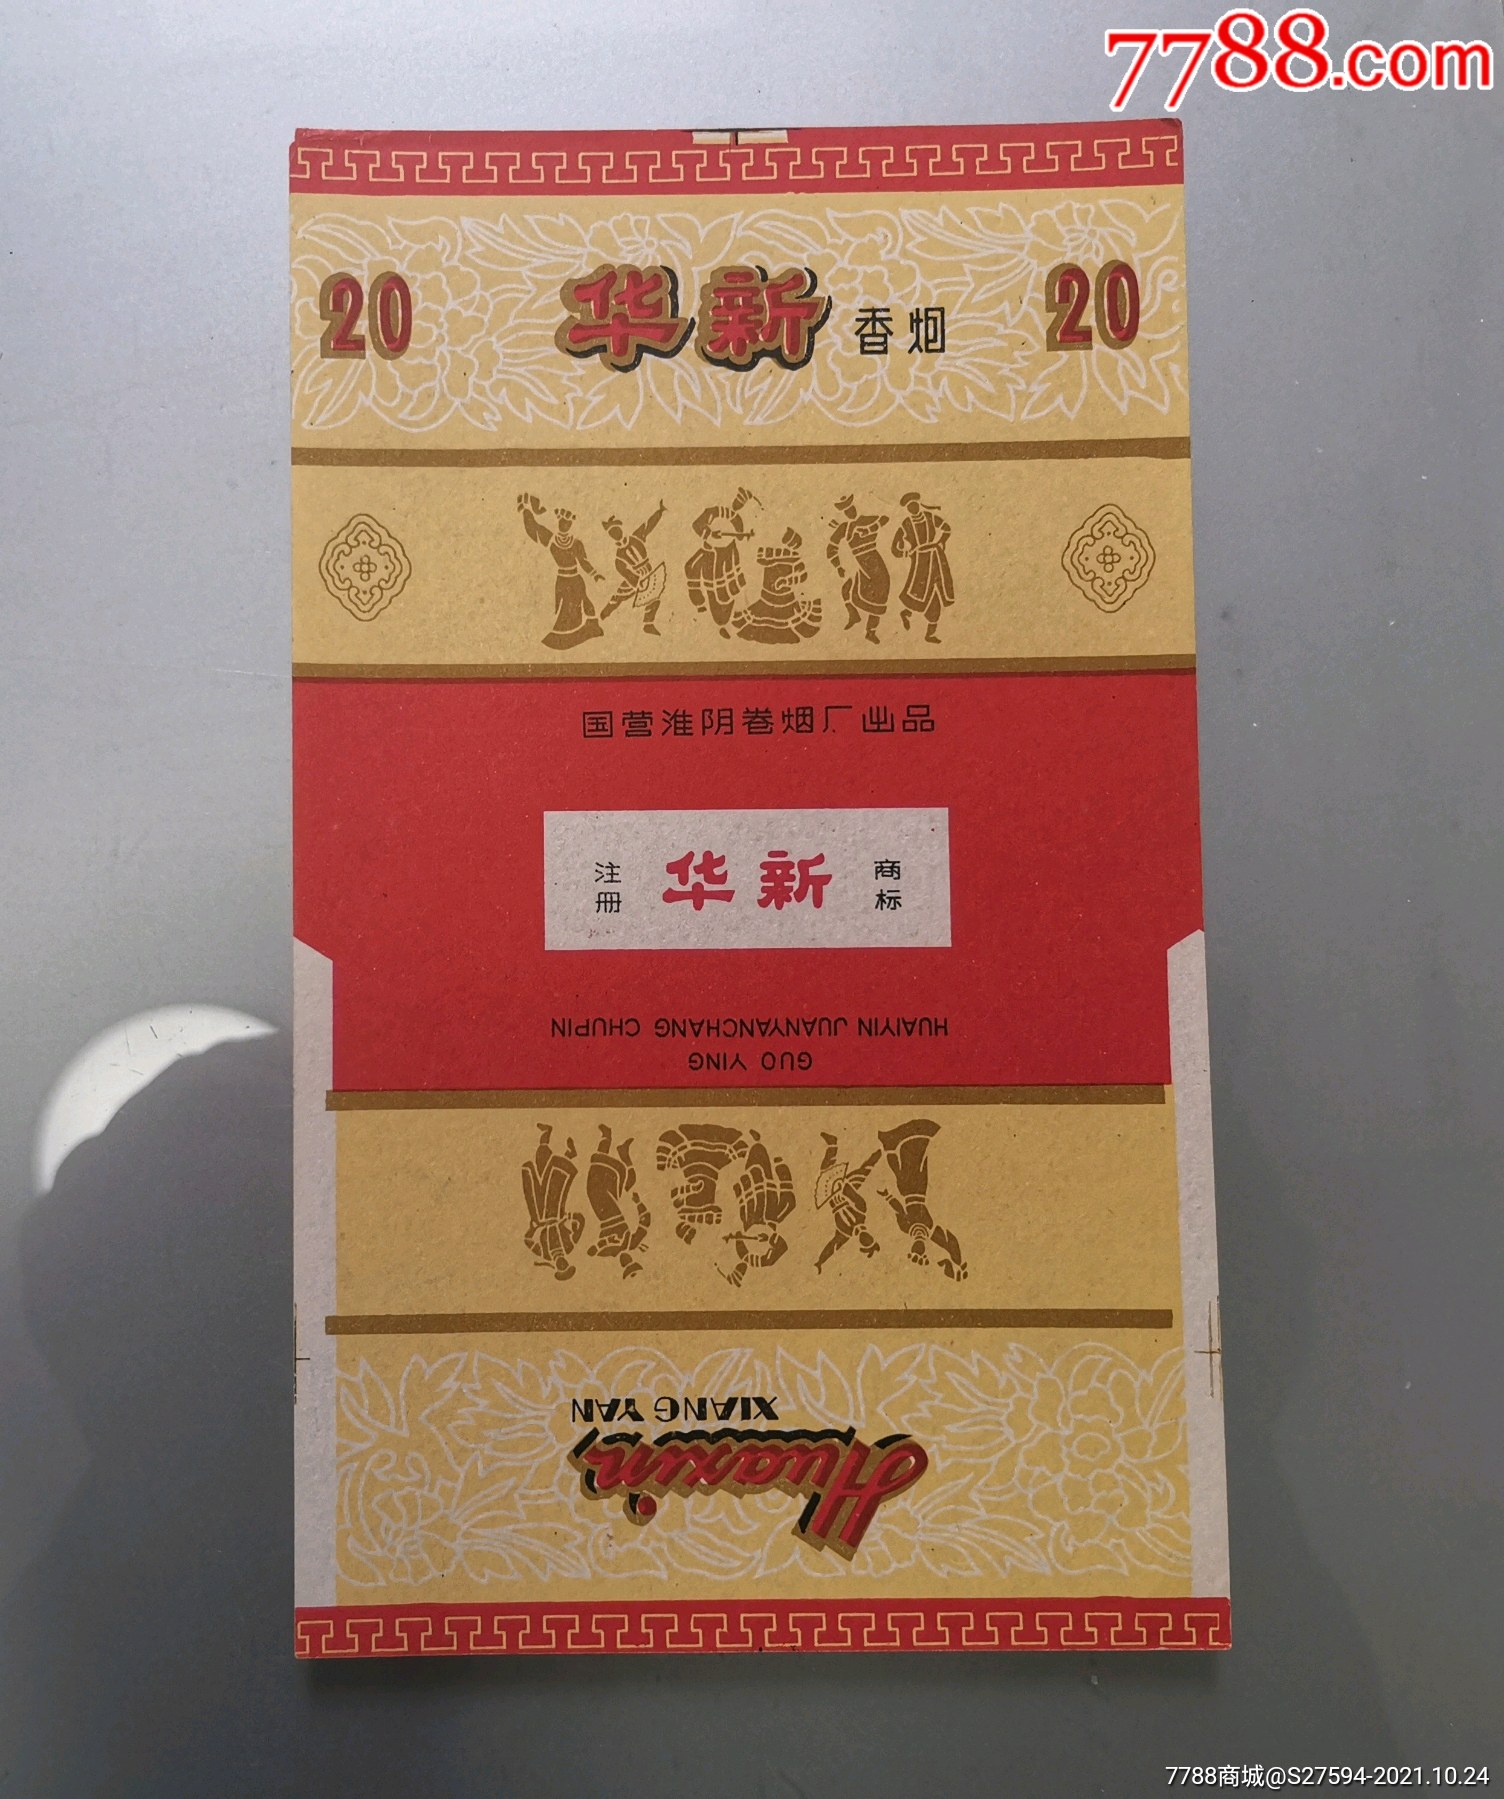 7788.com
20 华新 香烟 20
国营淮阴卷烟厂出品
注册 华新 商标
HUAIYIN JUANYANCHANG CHUPIN
GUO YING
XIANG YAN
Huaxin
7788商城@S27594-2021.10.24